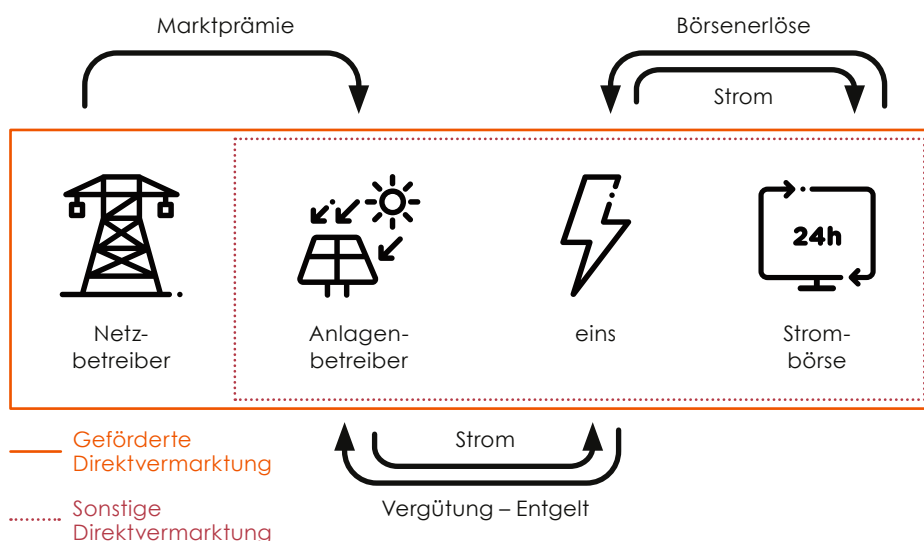 Marktprämie
Börsenerlöse
Strom
24h
Netz-
betreiber
Anlagen-
betreiber
eins
Strom-
börse
Strom
Vergütung – Entgelt
Geförderte
Direktvermarktung
Sonstige
Direktvermarktung